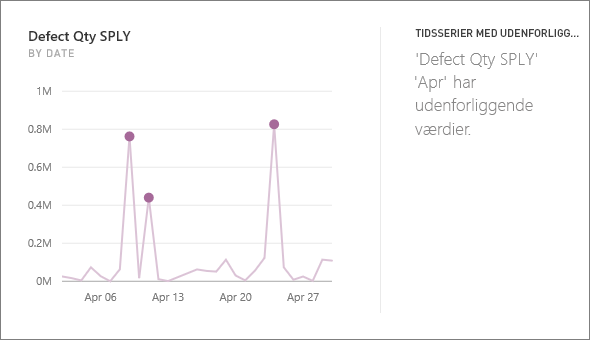 Defect Qty SPLY
BY DATE
1M
0.8M
0.6M
0.4M
0.2M
0M
Apr 06
Apr 13
Apr 20
Apr 27
TIDSSERIER MED UDENFORLIGG...
'Defect Qty SPLY'
'Apr' har
udenforliggende
værdier.